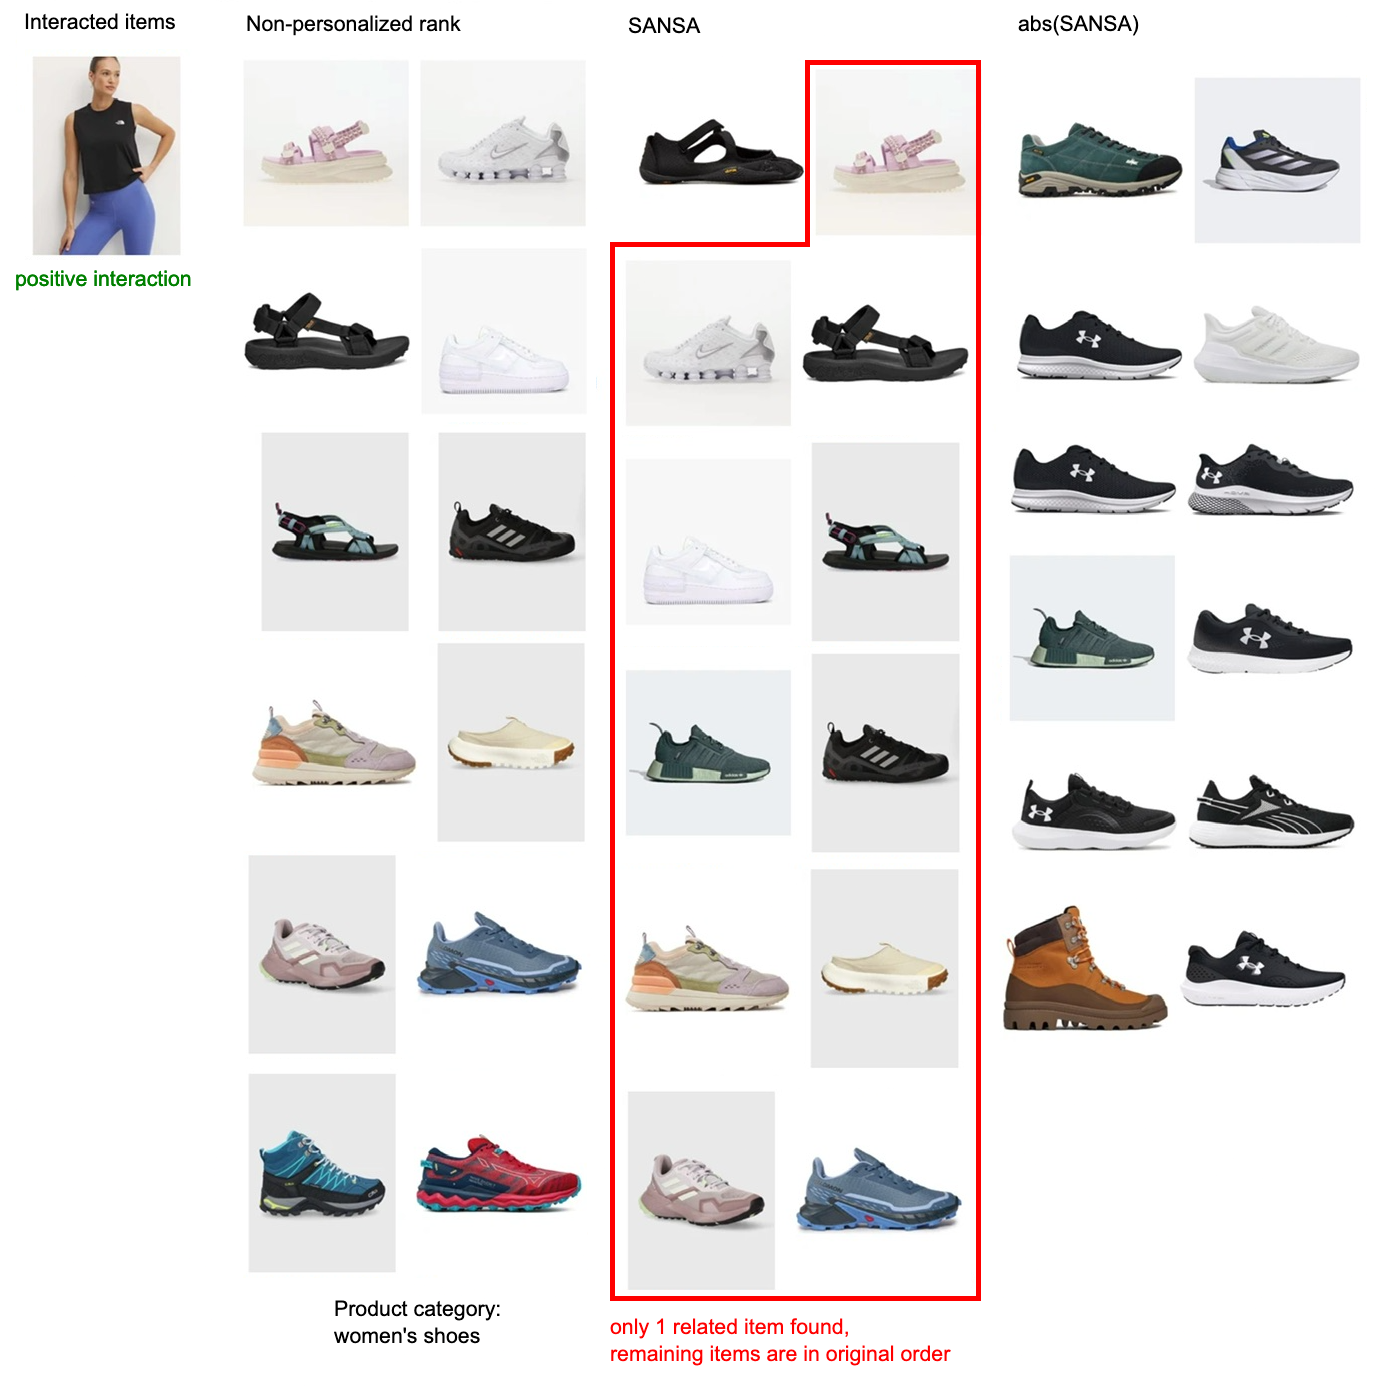 Interacted items
Non-personalized rank
SANSA
abs(SANSA)
positive interaction
Product category:
women's shoes
only 1 related item found,
remaining items are in original order